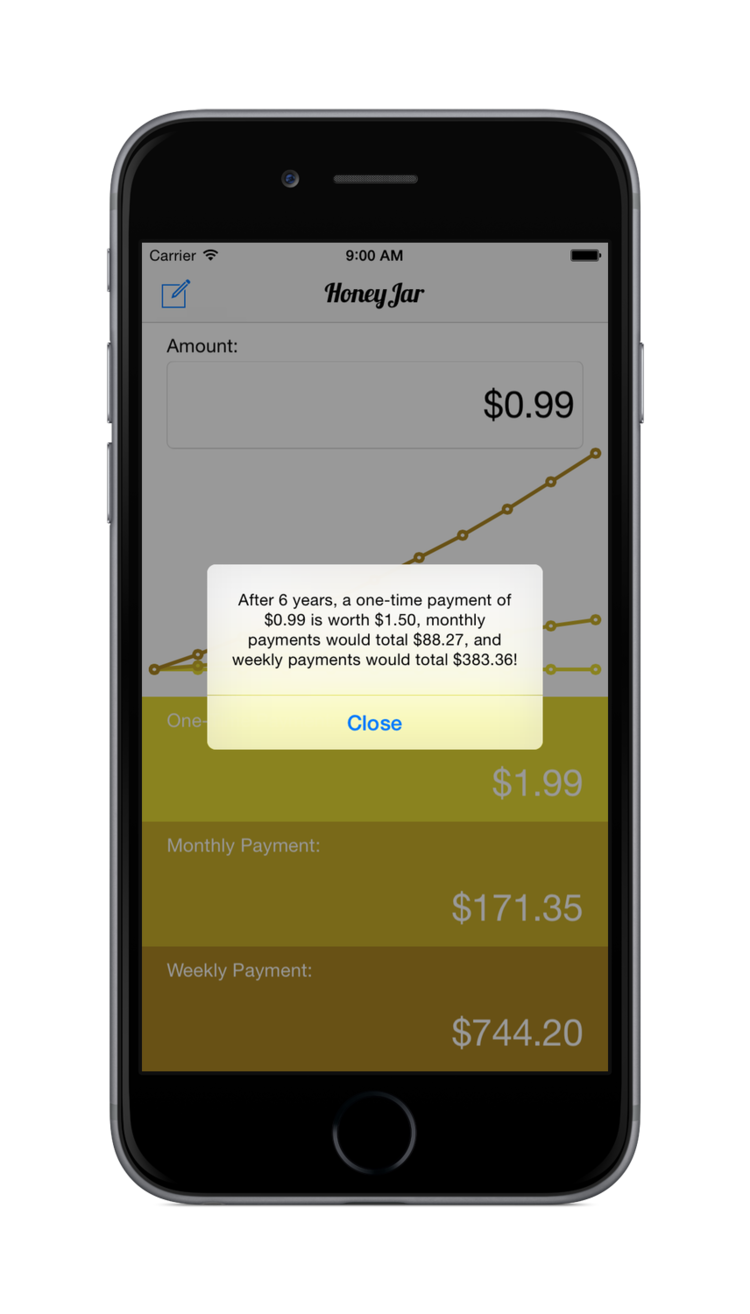 Carrier
9:00 AM
Honey Jar
Amount:
$0.99
After 6 years, a one-time payment of
$0.99 is worth $1.50, monthly
payments would total $88.27, and
weekly payments would total $383.36!
Close
One-
$1.99
Monthly Payment:
$171.35
Weekly Payment:
$744.20